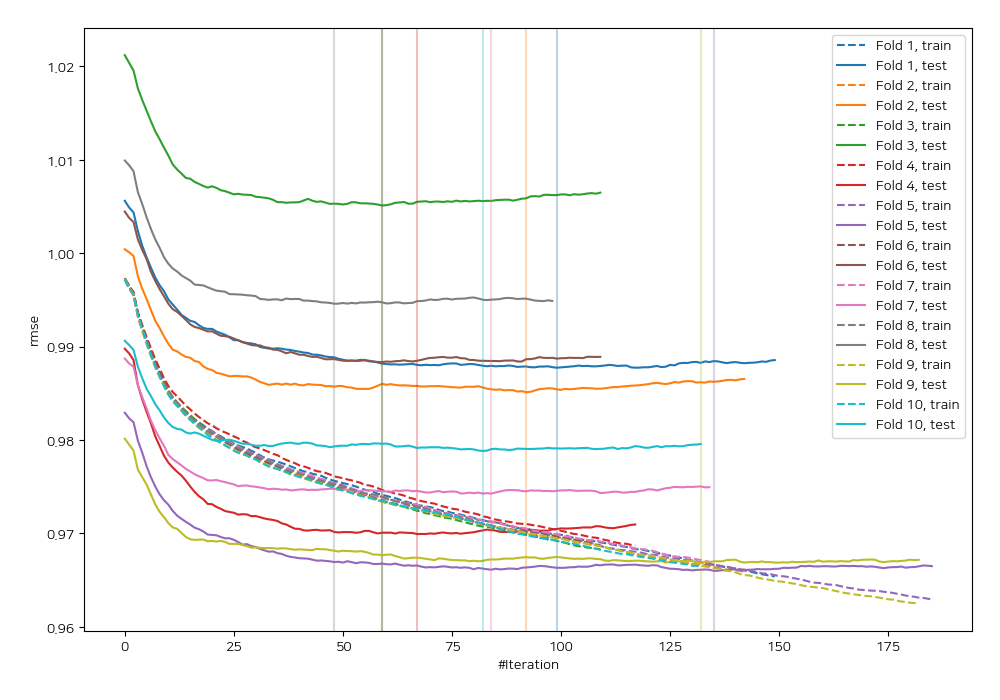 1,02
1,01
1,00
0,99
0,98
0,97
0,96
rmse
0
25
50
75
100
125
150
175
#Iteration
Fold 1, train
Fold 1, test
Fold 2, train
Fold 2, test
Fold 3, train
Fold 3, test
Fold 4, train
Fold 4, test
Fold 5, train
Fold 5, test
Fold 6, train
Fold 6, test
Fold 7, train
Fold 7, test
Fold 8, train
Fold 8, test
Fold 9, train
Fold 9, test
Fold 10, train
Fold 10, test